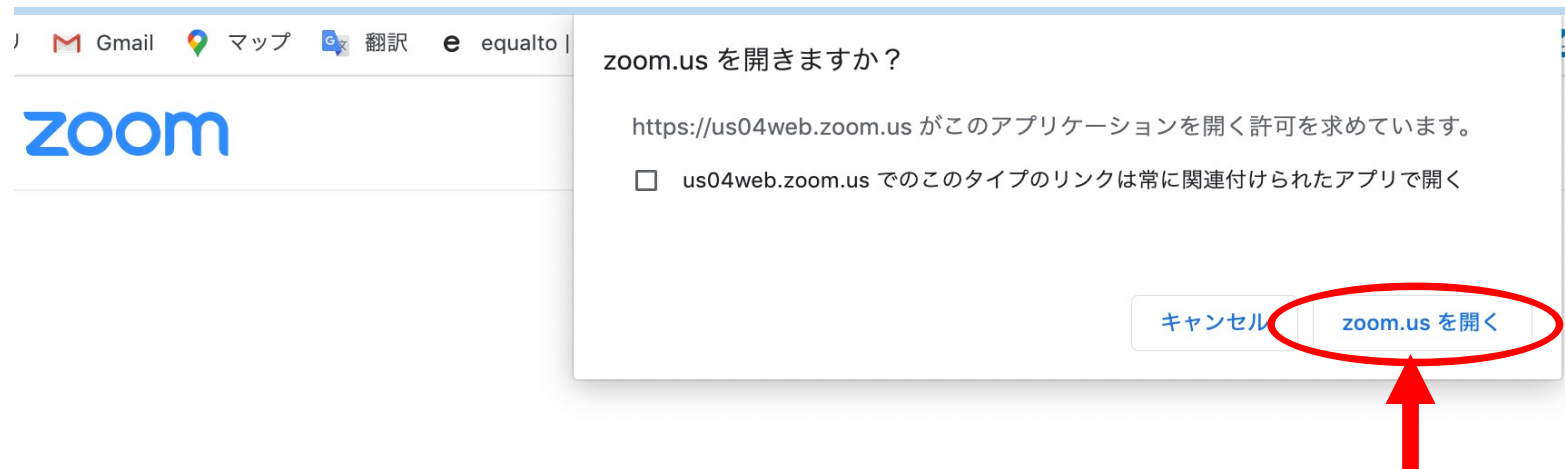 Gmail マップ 翻訳 equalto |
zoom
zoom.us を開きますか？
https://us04web.zoom.us がこのアプリケーションを開く許可を求めています。
us04web.zoom.us でのこのタイプのリンクは常に関連付けられたアプリで開く
キャンセル zoom.us を開く